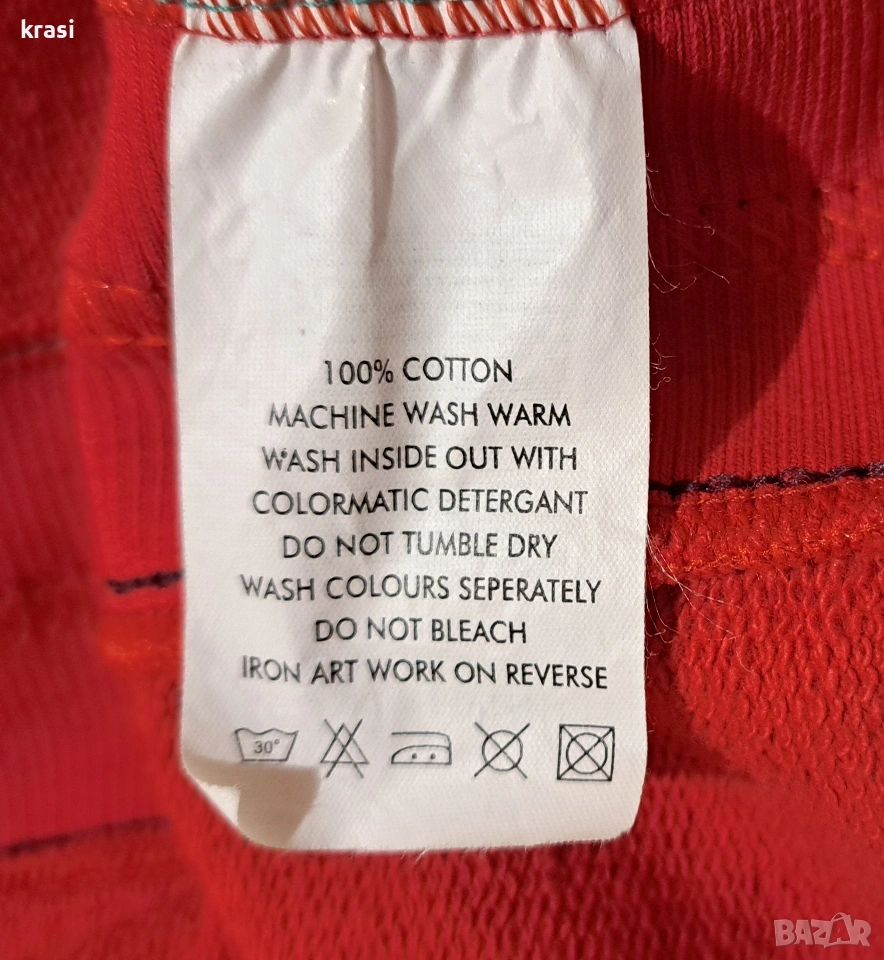 krasi
100% COTTON
MACHINE WASH WARM
WASH INSIDE OUT WITH
COLORMATIC DETERGANT
DO NOT TUMBLE DRY
WASH COLOURS SEPERATELY
DO NOT BLEACH
IRON ART WORK ON REVERSE
30°
BAZAR